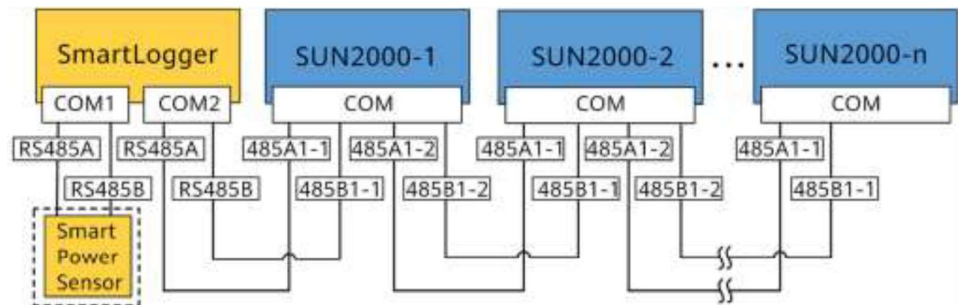 SmartLogger SUN2000-1 SUN2000-2 ... SUN2000-n
COM1 COM2 COM COM COM
RS485A RS485A 485A1-1 485A1-2 485A1-1 485A1-2 485A1-1
RS485B RS485B 485B1-1 485B1-2 485B1-1 485B1-2 485B1-1
Smart
Power
Sensor